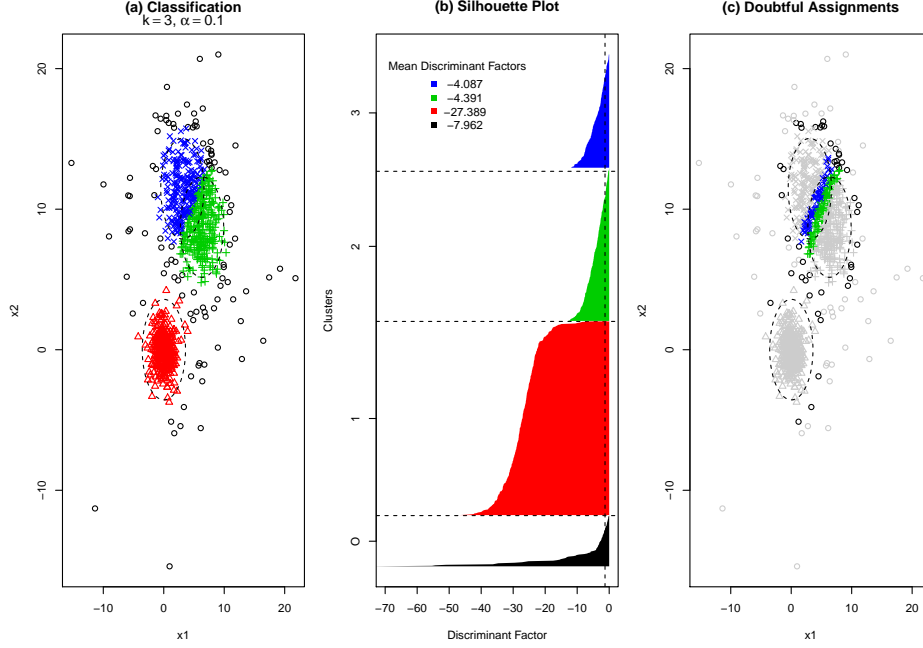 (a) Classification
k = 3, α = 0.1
x2
20
10
0
−10
−10
0
10
20
x1
(b) Silhouette Plot
Mean Discriminant Factors
−4.087
−4.391
−27.389
−7.962
Clusters
3
2
1
O
−70
−60
−50
−40
−30
−20
−10
0
Discriminant Factor
(c) Doubtful Assignments
x2
20
10
0
−10
−10
0
10
20
x1